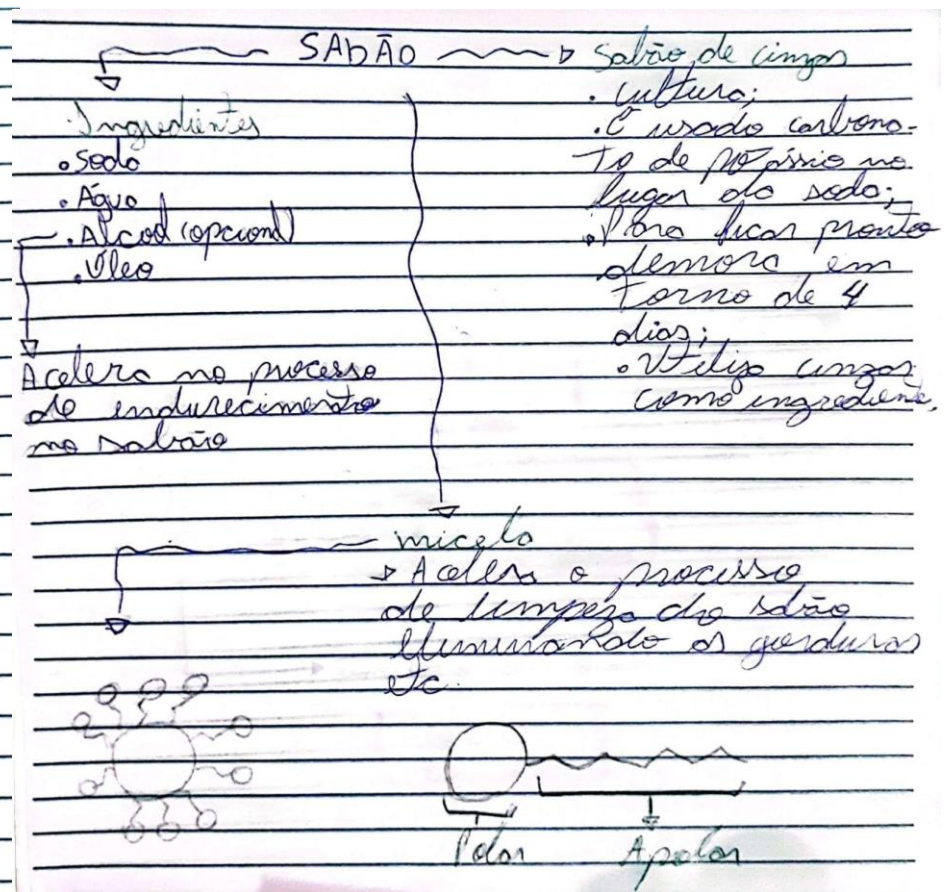 SABÃO
Ingredientes
• Soda
• Água
• Alcool (opcional)
• Óleo
Acelera no processo
de endurecimento
no sabão
Sabão de cinzas
• Cultura;
• É usado carbona-
to de potássio no
lugar da soda;
• Para ficar pronto
demora em
torno de 4
dias;
• Utiliza cinzas
como ingrediente.
micela
Acelera o processo
de limpeza do sabão
eliminando as gorduras
etc.
Polar
Apolar